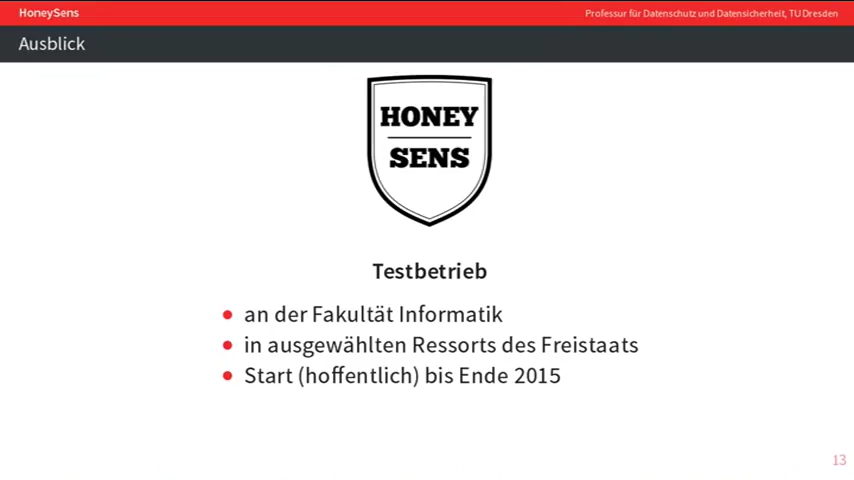 HoneySens
Professur für Datenschutz und Datensicherheit, TU Dresden
Ausblick
HONEY
SENS
Testbetrieb
an der Fakultät Informatik
in ausgewählten Ressorts des Freistaats
Start (hoffentlich) bis Ende 2015
13